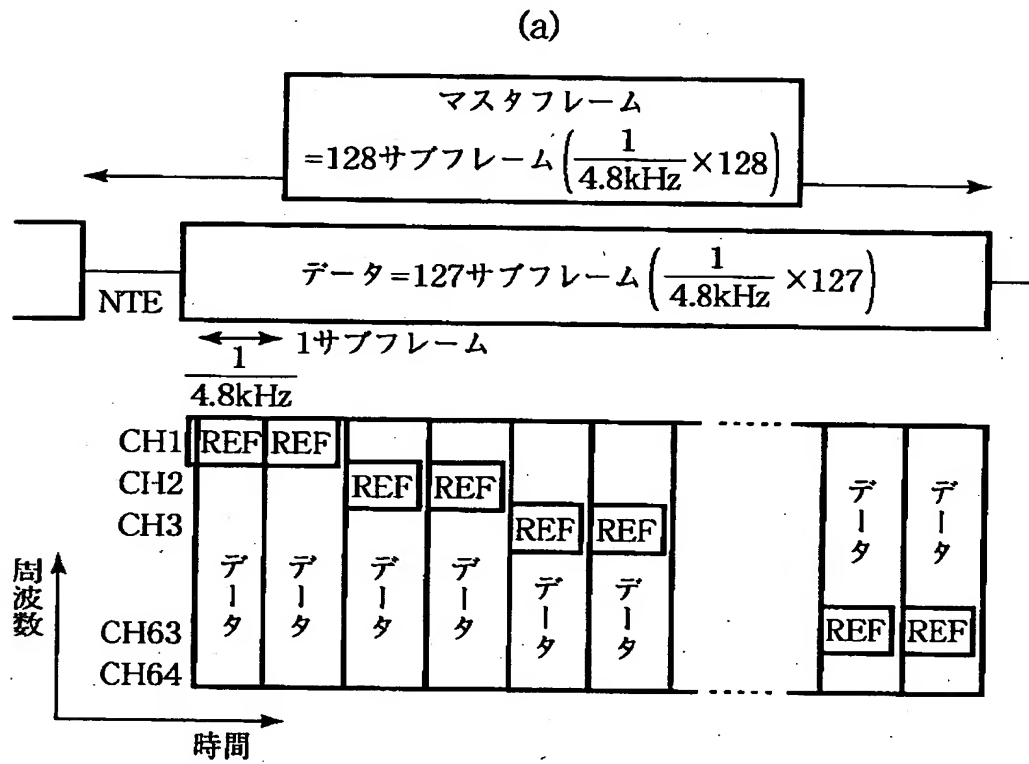 (a)
マスタフレーム
=128サブフレーム(1/4.8kHz×128)
データ=127サブフレーム(1/4.8kHz×127)
NTE
1サブフレーム
1/4.8kHz
CH1 REF REF
CH2 REF REF
CH3 REF REF
データ データ データ データ データ データ データ データ
周波数
CH63 REF REF
CH64
時間